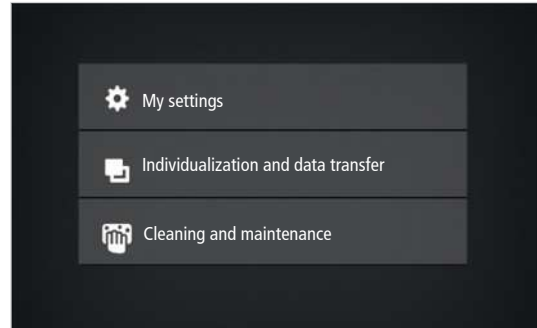 My settings
Individualization and data transfer
Cleaning and maintenance